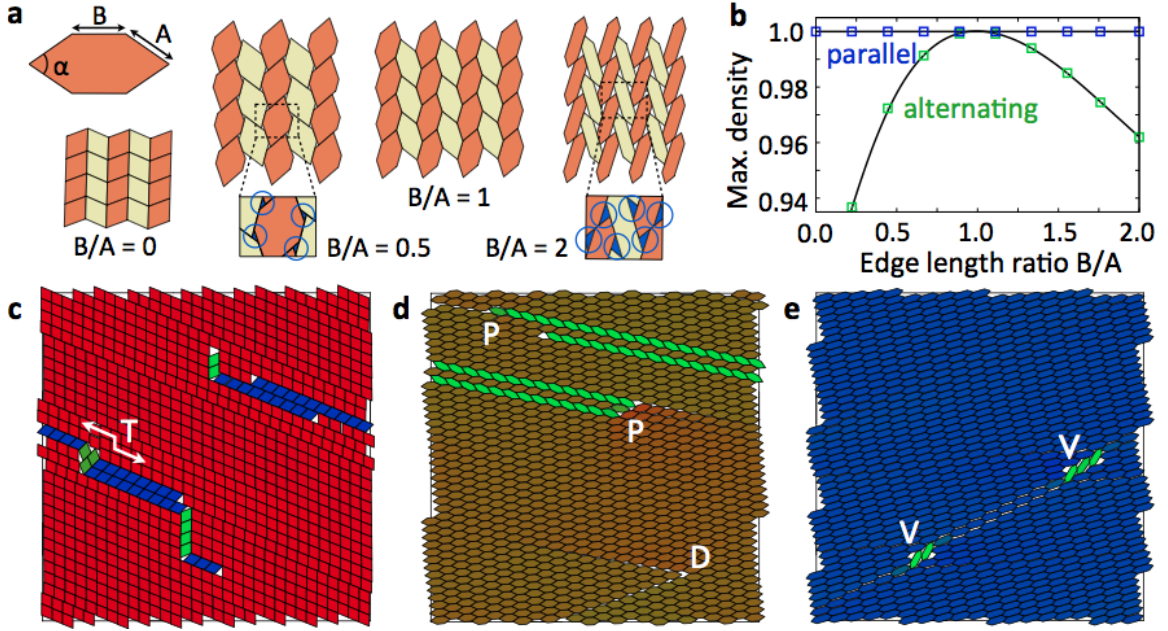 a
B
A
α
B/A = 0
B/A = 0.5
B/A = 1
B/A = 2
b
Max. density
1.0
0.98
0.96
0.94
parallel
alternating
0.0 0.5 1.0 1.5 2.0
Edge length ratio B/A
c
T
d
P
P
D
e
V
V